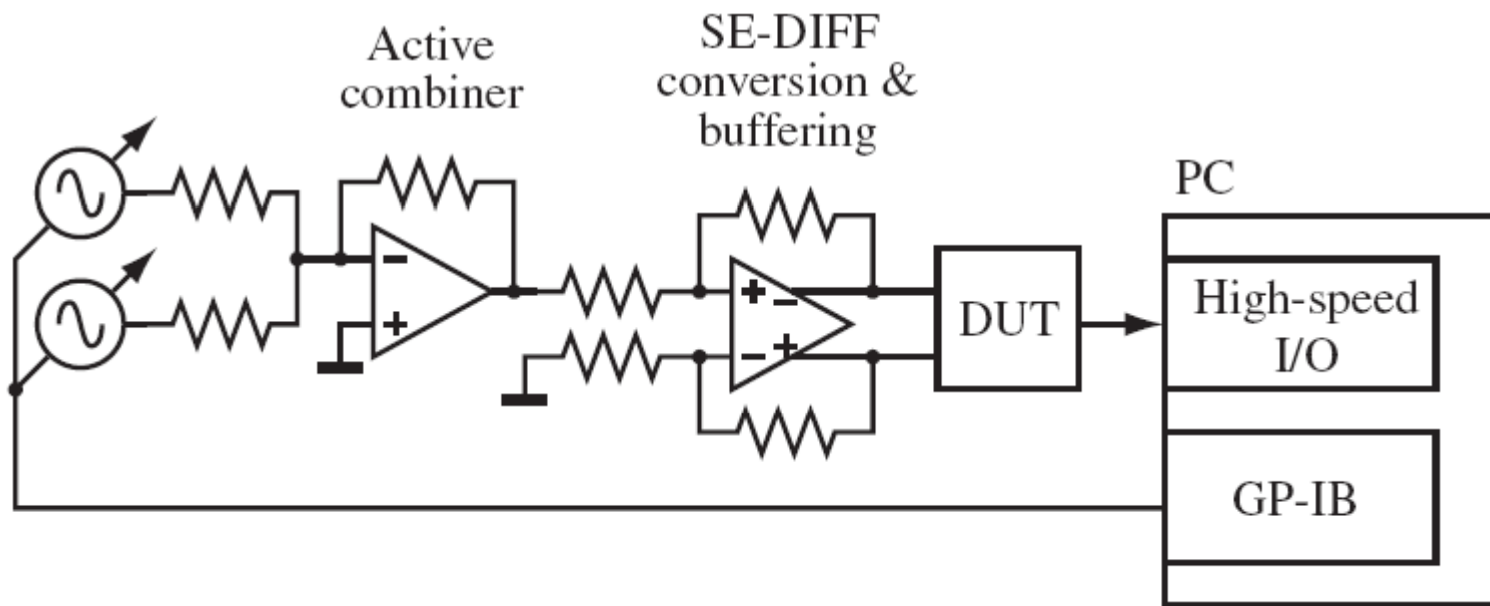 Active
combiner
SE-DIFF
conversion &
buffering
PC
DUT
High-speed
I/O
GP-IB